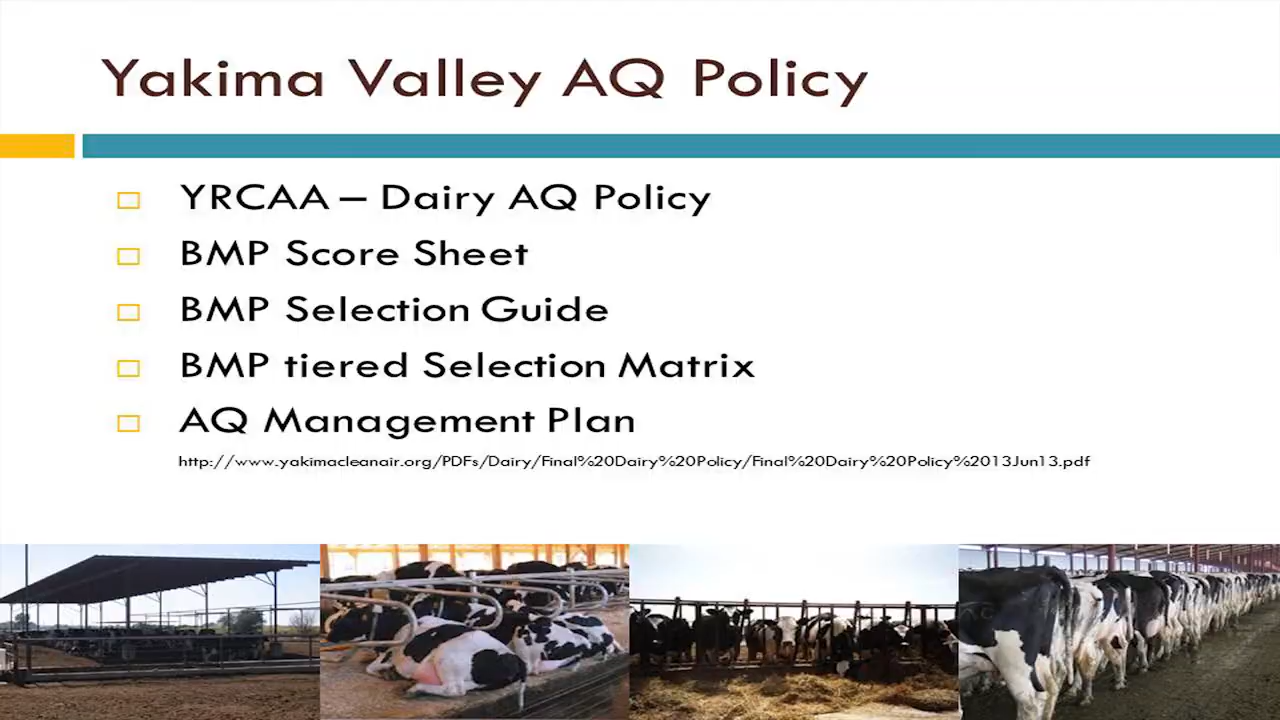 Yakima Valley AQ Policy
YRCAA – Dairy AQ Policy
BMP Score Sheet
BMP Selection Guide
BMP tiered Selection Matrix
AQ Management Plan
http://www.yakimacleanair.org/PDFs/Dairy/Final%20Dairy%20Policy/Final%20Dairy%20Policy%2013Jun13.pdf